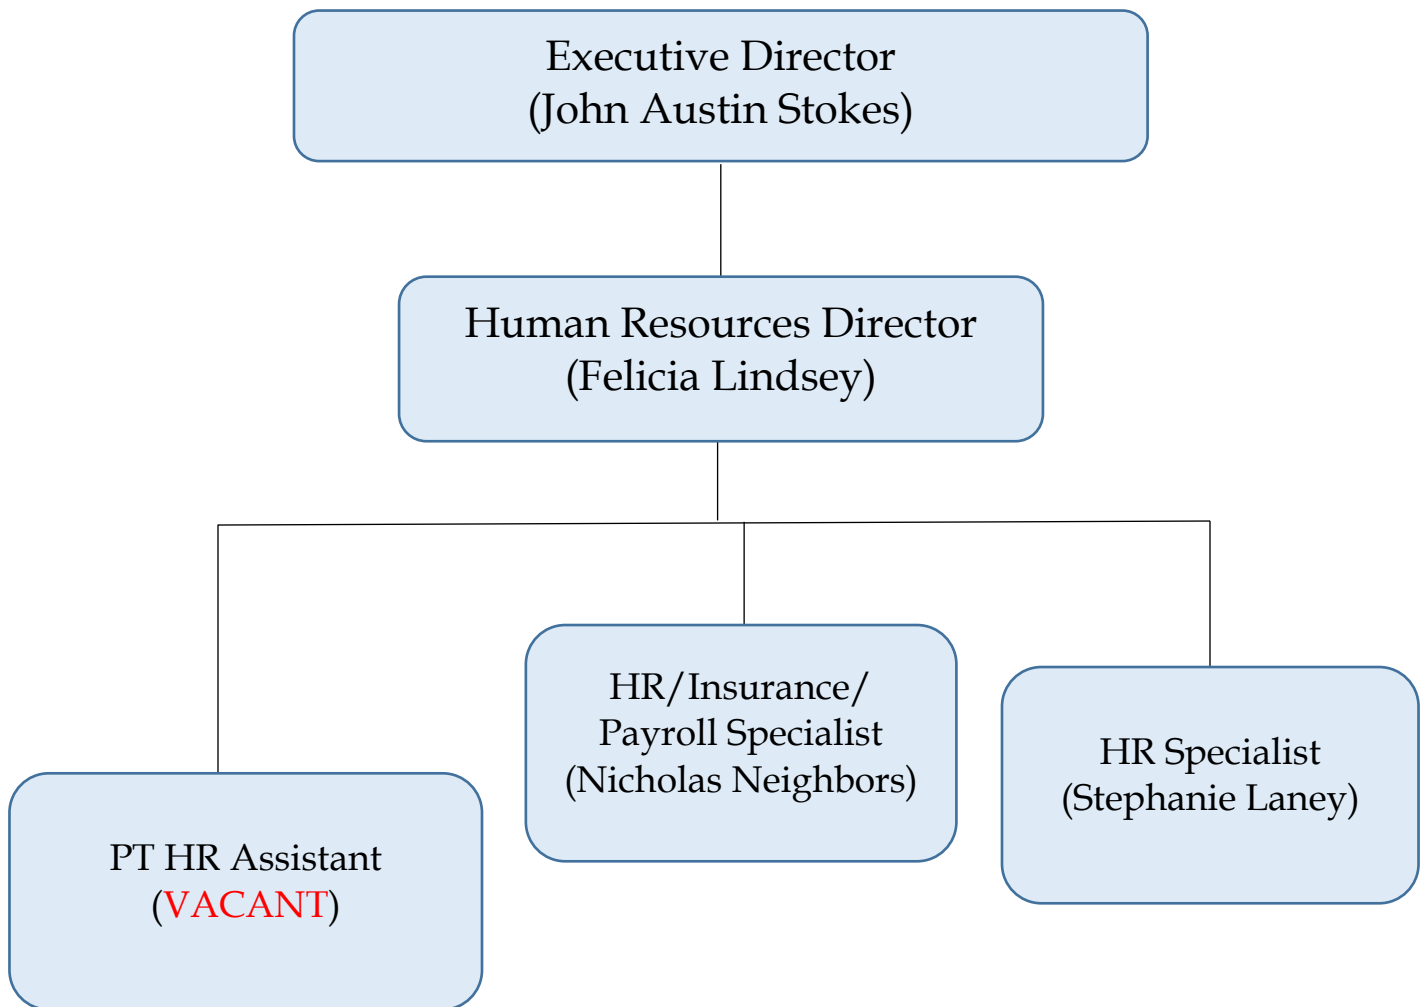 Executive Director
(John Austin Stokes)
Human Resources Director
(Felicia Lindsey)
HR/Insurance/
Payroll Specialist
(Nicholas Neighbors)
HR Specialist
(Stephanie Laney)
PT HR Assistant
(VACANT)